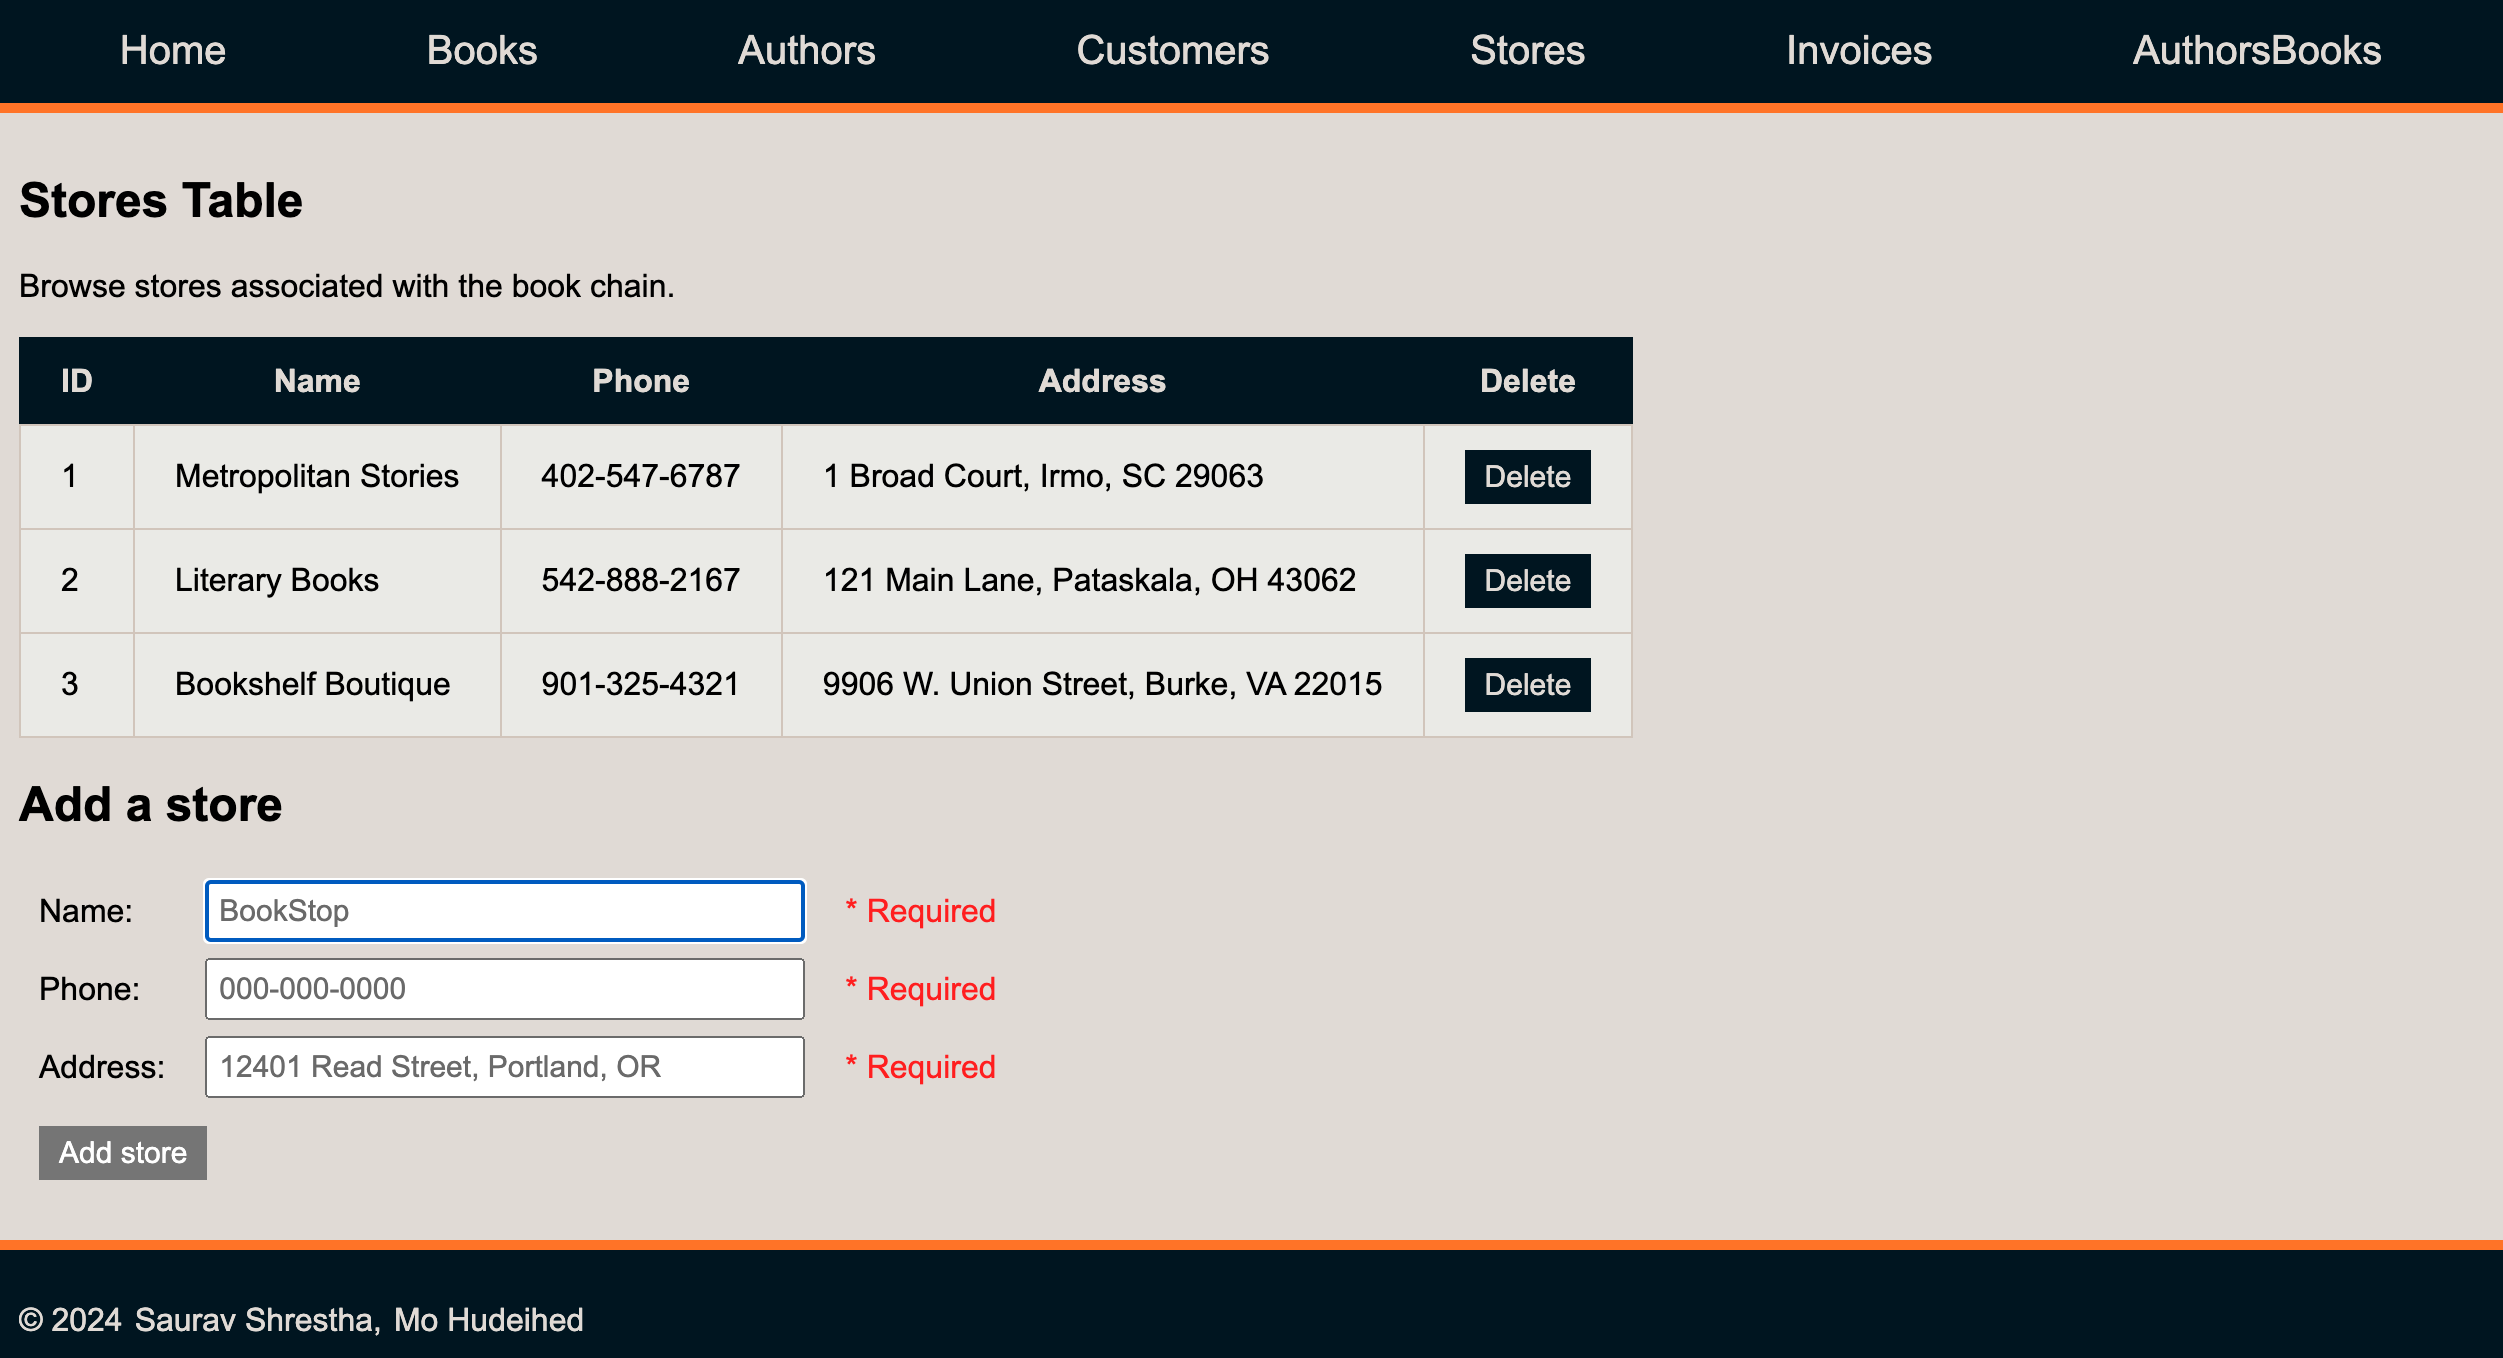 Home Books Authors Customers Stores Invoices AuthorsBooks
Stores Table
Browse stores associated with the book chain.
ID Name Phone Address Delete
1 Metropolitan Stories 402-547-6787 1 Broad Court, Irmo, SC 29063 Delete
2 Literary Books 542-888-2167 121 Main Lane, Pataskala, OH 43062 Delete
3 Bookshelf Boutique 901-325-4321 9906 W. Union Street, Burke, VA 22015 Delete
Add a store
Name: BookStop * Required
Phone: 000-000-0000 * Required
Address: 12401 Read Street, Portland, OR * Required
Add store
© 2024 Saurav Shrestha, Mo Hudeihed